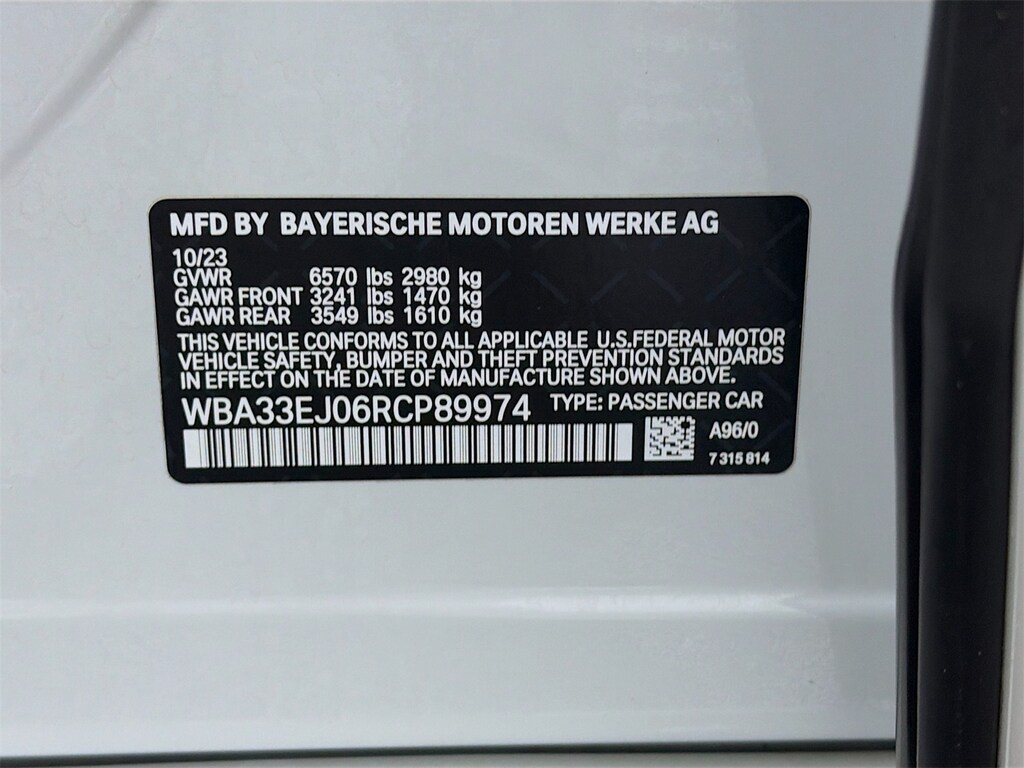 MFD BY BAYERISCHE MOTOREN WERKE AG
10/23
GVWR 6570 lbs 2980 kg
GAWR FRONT 3241 lbs 1470 kg
GAWR REAR 3549 lbs 1610 kg
THIS VEHICLE CONFORMS TO ALL APPLICABLE U.S.FEDERAL MOTOR
VEHICLE SAFETY, BUMPER AND THEFT PREVENTION STANDARDS
IN EFFECT ON THE DATE OF MANUFACTURE SHOWN ABOVE.
WBA33EJ06RCP89974 TYPE: PASSENGER CAR
A96/0
7 315 814